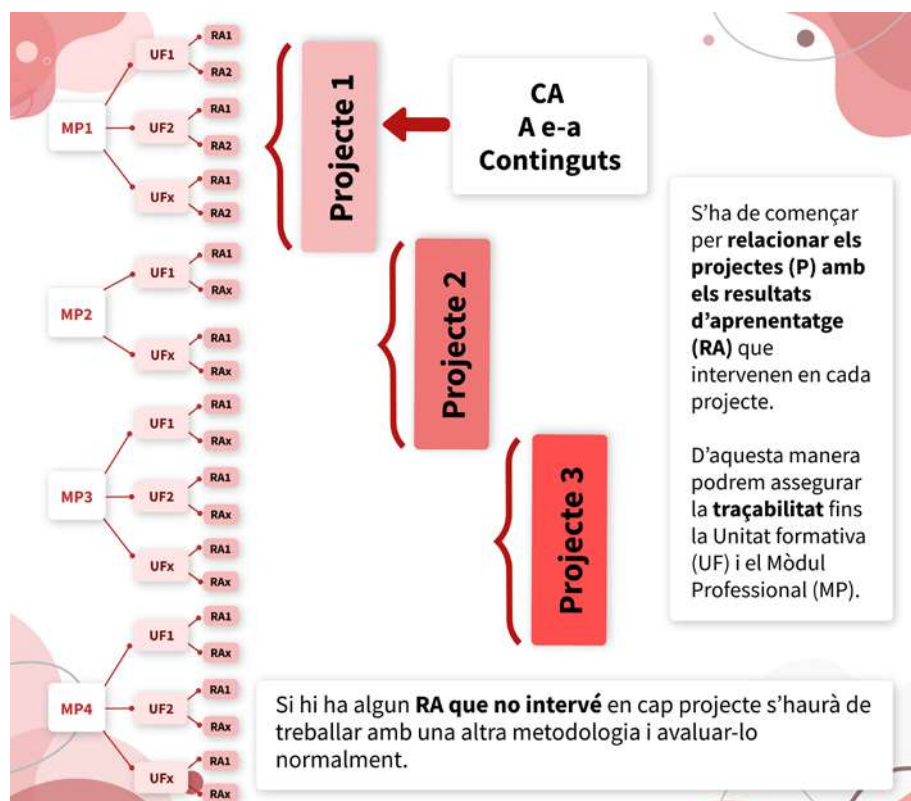 MP1
UF1
RA1
RA2
UF2
RA1
RA2
UFx
RA1
RA2
MP2
UF1
RA1
RAx
UFx
RA1
RAx
MP3
UF1
RA1
RAx
UF2
RA1
RAx
UFx
RA1
RAx
MP4
UF1
RA1
RAx
UF2
RA1
RAx
UFx
RA1
RAx
Projecte 1
CA
A e-a
Continguts
Projecte 2
Projecte 3
S’ha de començar
per relacionar els
projectes (P) amb
els resultats
d’aprenentatge
(RA) que
intervenen en cada
projecte.
D’aquesta manera
podrem assegurar
la traçabilitat fins
la Unitat formativa
(UF) i el Mòdul
Professional (MP).
Si hi ha algun RA que no intervé en cap projecte s’haurà de
treballar amb una altra metodologia i avaluar-lo
normalment.